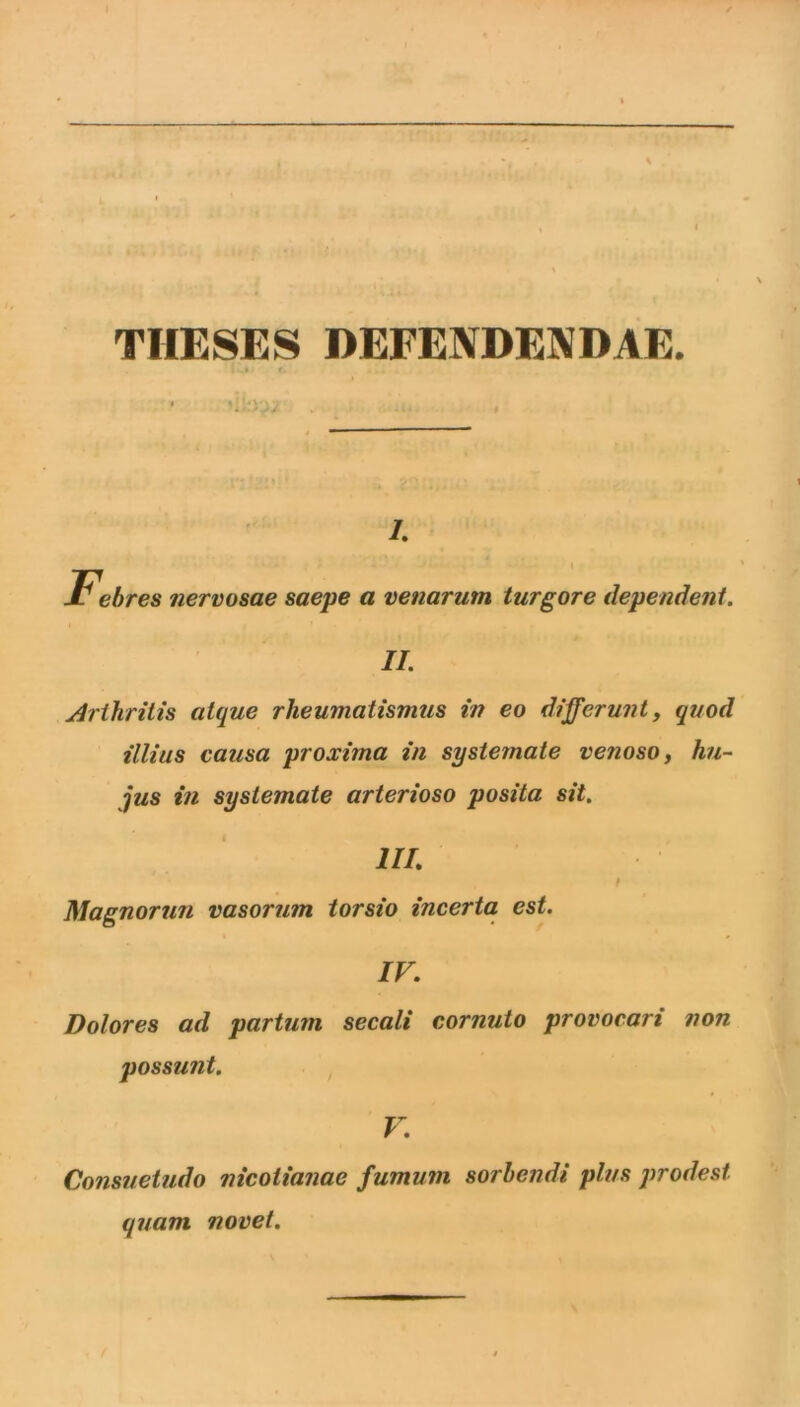 THESES DEFENDENDAE.
I.
Febres nervosae saepe a venarum turgore dependent.
II.
Arthritis atque rheumatismus in eo differunt, quod
illius causa proxima in systemate venoso, hu-
jus in systemate arterioso posita sit.
III.
Magnorun vasorum torsio incerta est.
IV.
Dolores ad partum secali cornuto provocari non
possunt.
V.
Consuetudo nicotianae fumum sorbendi plus prodest
quam novet.